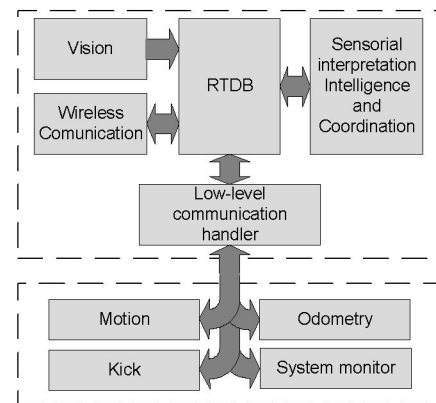 Vision
Wireless
Comunication
RTDB
Sensorial
interpretation
Intelligence
and
Coordination
Low-level
communication
handler
Motion
Odometry
Kick
System monitor